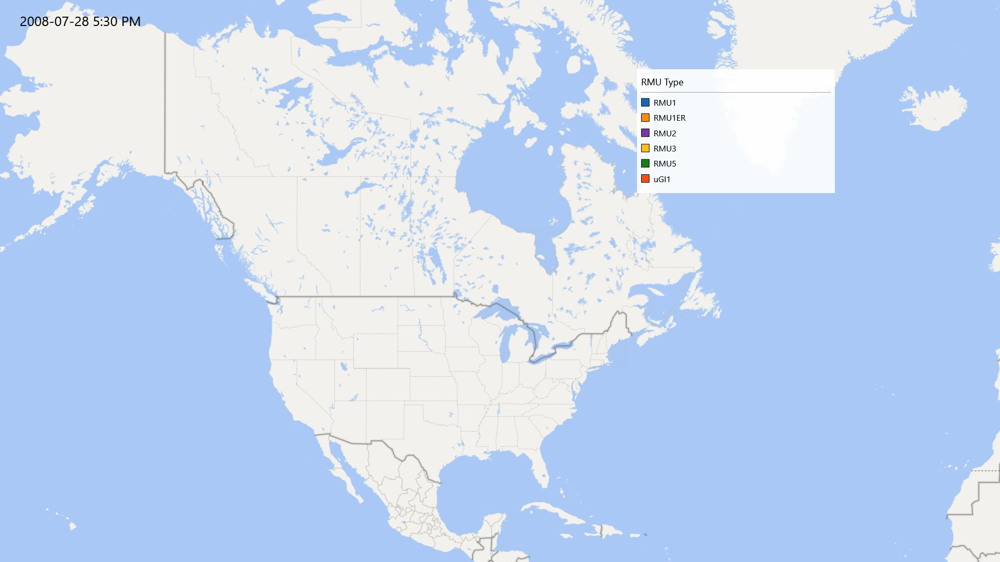 2008-07-28 5:30 PM
RMU Type
RMU1
RMU1ER
RMU2
RMU3
RMU5
uGI1